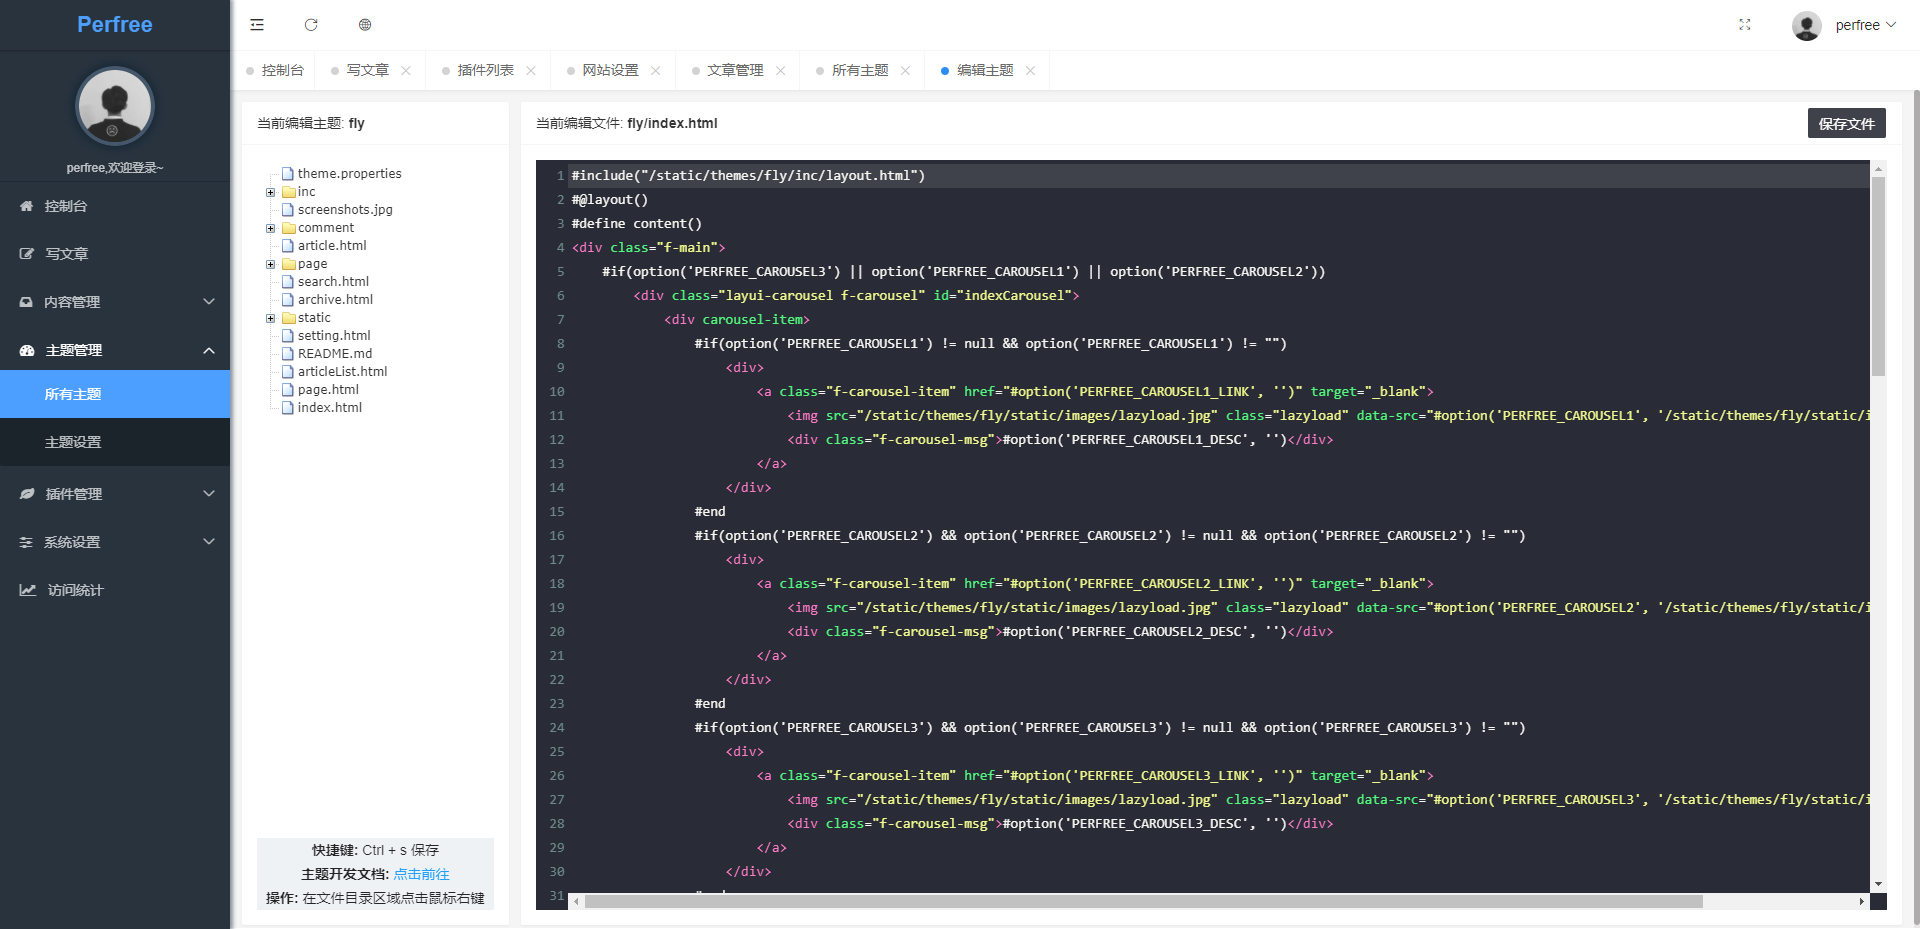 Perfree
perfree,欢迎登录~
控制台
写文章
内容管理
主题管理
所有主题
主题设置
插件管理
系统设置
访问统计
perfree
控制台 写文章 插件列表 网站设置 文章管理 所有主题 编辑主题
当前编辑主题: fly
theme.properties
inc
screenshots.jpg
comment
article.html
page
search.html
archive.html
static
setting.html
README.md
articleList.html
page.html
index.html
快捷键: Ctrl + s 保存
主题开发文档: 点击前往
操作: 在文件目录区域点击鼠标右键
当前编辑文件: fly/index.html
保存文件
1 #include("/static/themes/fly/inc/layout.html")
2 #@layout()
3 #define content()
4 <div class="f-main">
5 #if(option('PERFREE_CAROUSEL3') || option('PERFREE_CAROUSEL1') || option('PERFREE_CAROUSEL2'))
6 <div class="layui-carousel f-carousel" id="indexCarousel">
7 <div carousel-item>
8 #if(option('PERFREE_CAROUSEL1') != null && option('PERFREE_CAROUSEL1') != "")
9 <div>
10 <a class="f-carousel-item" href="#option('PERFREE_CAROUSEL1_LINK', '')" target="_blank">
11 <img src="/static/themes/fly/static/images/lazyload.jpg" class="lazyload" data-src="#option('PERFREE_CAROUSEL1', '/static/themes/fly/static/i
12 <div class="f-carousel-msg">#option('PERFREE_CAROUSEL1_DESC', '')</div>
13 </a>
14 </div>
15 #end
16 #if(option('PERFREE_CAROUSEL2') && option('PERFREE_CAROUSEL2') != null && option('PERFREE_CAROUSEL2') != "")
17 <div>
18 <a class="f-carousel-item" href="#option('PERFREE_CAROUSEL2_LINK', '')" target="_blank">
19 <img src="/static/themes/fly/static/images/lazyload.jpg" class="lazyload" data-src="#option('PERFREE_CAROUSEL2', '/static/themes/fly/static/i
20 <div class="f-carousel-msg">#option('PERFREE_CAROUSEL2_DESC', '')</div>
21 </a>
22 </div>
23 #end
24 #if(option('PERFREE_CAROUSEL3') && option('PERFREE_CAROUSEL3') != null && option('PERFREE_CAROUSEL3') != "")
25 <div>
26 <a class="f-carousel-item" href="#option('PERFREE_CAROUSEL3_LINK', '')" target="_blank">
27 <img src="/static/themes/fly/static/images/lazyload.jpg" class="lazyload" data-src="#option('PERFREE_CAROUSEL3', '/static/themes/fly/static/i
28 <div class="f-carousel-msg">#option('PERFREE_CAROUSEL3_DESC', '')</div>
29 </a>
30 </div>
31